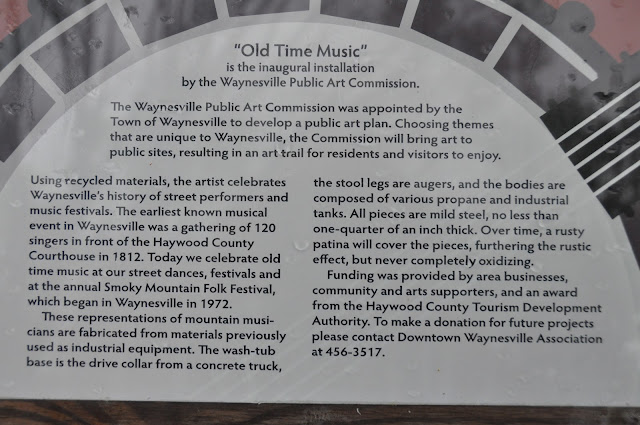 "Old Time Music"
is the inaugural installation
by the Waynesville Public Art Commission.
The Waynesville Public Art Commission was appointed by the
Town of Waynesville to develop a public art plan. Choosing themes
that are unique to Waynesville, the Commission will bring art to
public sites, resulting in an art trail for residents and visitors to enjoy.
Using recycled materials, the artist celebrates
Waynesville's history of street performers and
music festivals. The earliest known musical
event in Waynesville was a gathering of 120
singers in front of the Haywood County
Courthouse in 1812. Today we celebrate old
time music at our street dances, festivals and
at the annual Smoky Mountain Folk Festival,
which began in Waynesville in 1972.
These representations of mountain musi-
cians are fabricated from materials previously
used as industrial equipment. The wash-tub
base is the drive collar from a concrete truck,
the stool legs are augers, and the bodies are
composed of various propane and industrial
tanks. All pieces are mild steel, no less than
one-quarter of an inch thick. Over time, a rusty
patina will cover the pieces, furthering the rustic
effect, but never completely oxidizing.
Funding was provided by area businesses,
community and arts supporters, and an award
from the Haywood County Tourism Development
Authority. To make a donation for future projects
please contact Downtown Waynesville Association
at 456-3517.